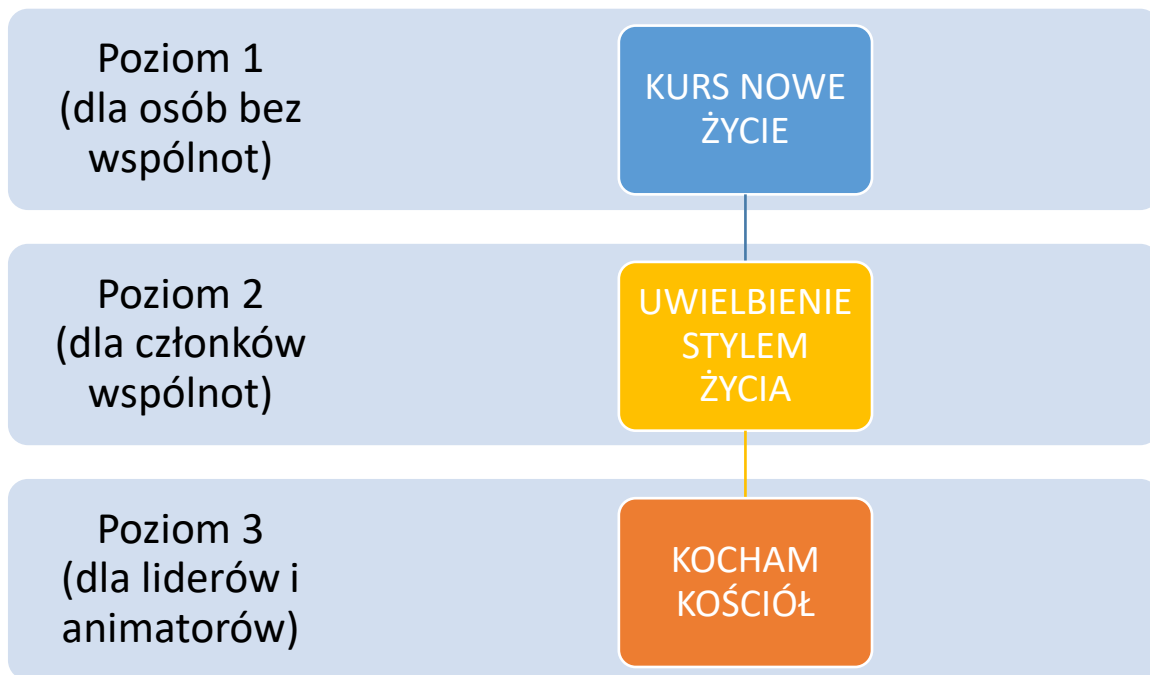 Poziom 1
(dla osób bez
wspólnot)
KURS NOWE
ŻYCIE
Poziom 2
(dla członków
wspólnot)
UWIELBIENIE
STYLEM
ŻYCIA
Poziom 3
(dla liderów i
animatorów)
KOCHAM
KOŚCIÓŁ